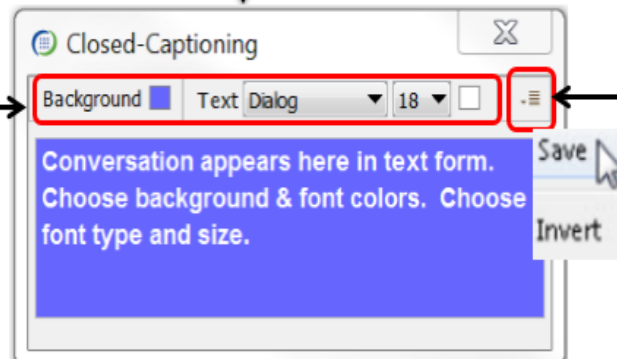 Closed-Captioning
Background Text Dialog 18
Conversation appears here in text form.
Choose background & font colors. Choose
font type and size.
Save
Invert